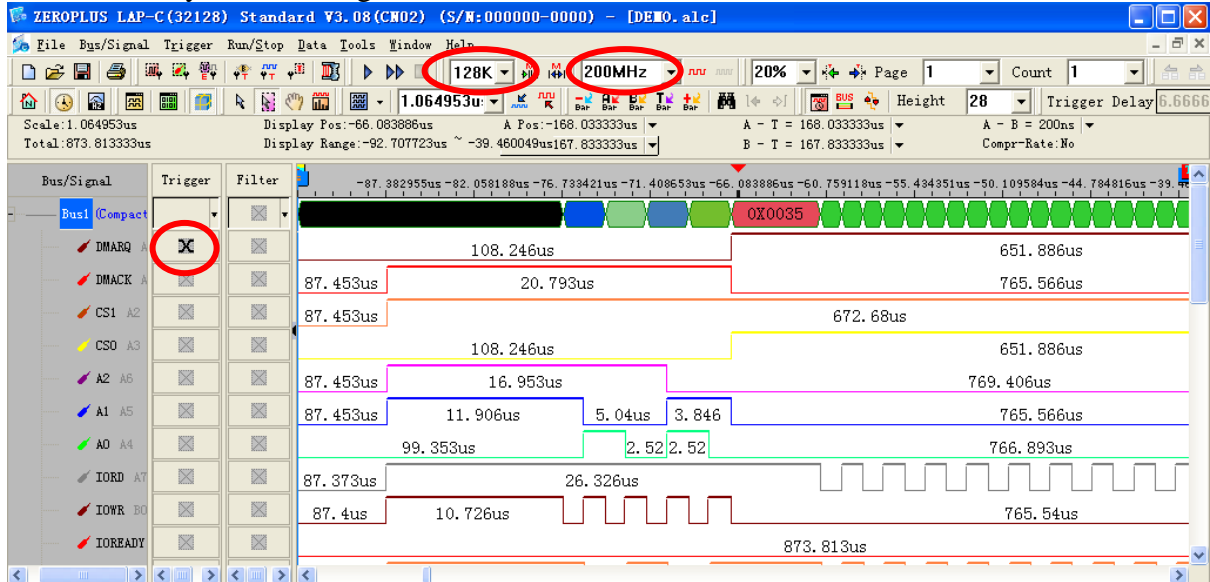 ZEROPLUS LAP-C(32128) Standard V3.08(CN02) (S/N:000000-0000) - [DEMO.alc]
File Bus/Signal Trigger Run/Stop Data Tools Window Help
128K 200MHz 20% Page 1 Count 1
1.064953u Bar Bar Bar Bar Bar BUS Height 28 Trigger Delay 6.6666
Scale:1.064953us Display Pos:-66.083886us A Pos:-168.033333us A - T = 168.033333us A - B = 200ns
Total:873.813333us Display Range:-92.707723us ~ -39.460049us 167.833333us B - T = 167.833333us Compr-Rate:No
Bus/Signal Trigger Filter -87.382955us -82.058188us -76.733421us -71.408653us -66.083886us -60.759118us -55.434351us -50.109584us -44.784816us -39.
Bus1 (Compact 0X0035
DMARQ A 108.246us 651.886us
DMACK A 87.453us 20.793us 765.566us
CS1 A2 87.453us 672.68us
CS0 A3 108.246us 651.886us
A2 A6 87.453us 16.953us 769.406us
A1 A5 87.453us 11.906us 5.04us 3.846 765.566us
A0 A4 99.353us 2.52 2.52 766.893us
IORD A7 87.373us 26.326us
IOWR B0 87.4us 10.726us 765.54us
IOREADY 873.813us